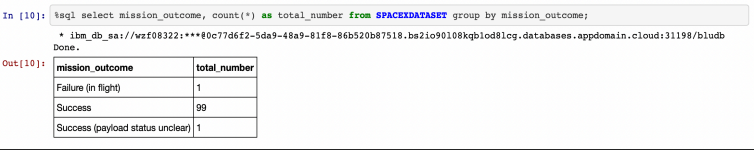 In [10]: %sql select mission_outcome, count(*) as total_number from SPACEXDATASET group by mission_outcome;
* ibm_db_sa://wzf08322:***@0c77d6f2-5da9-48a9-81f8-86b520b87518.bs2io90l08kqb1od8lcg.databases.appdomain.cloud:31198/bludb
Done.
Out[10]: mission_outcome total_number
Failure (in flight) 1
Success 99
Success (payload status unclear) 1